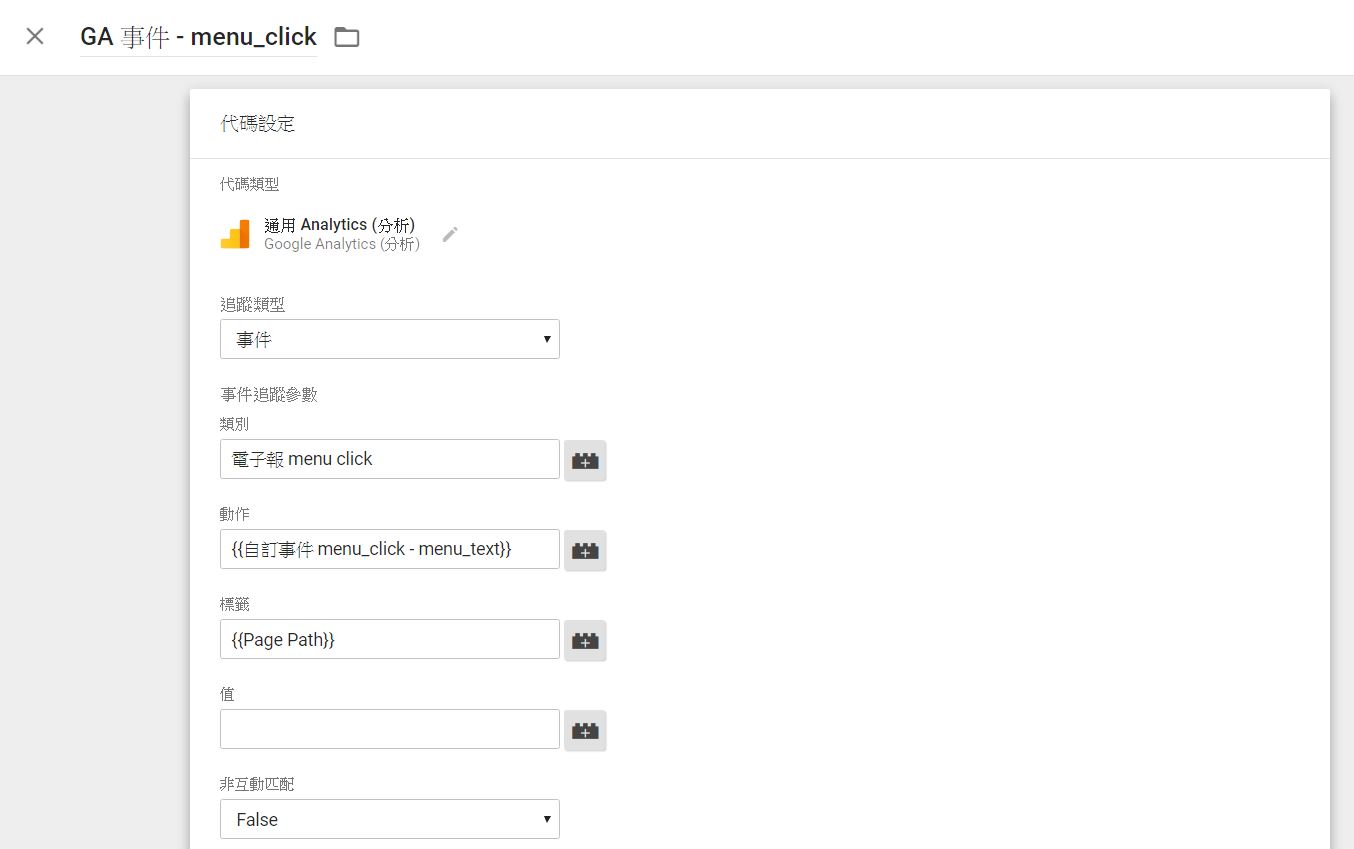 GA 事件 - menu_click
代碼設定
代碼類型
通用 Analytics (分析)
Google Analytics (分析)
追蹤類型
事件
事件追蹤參數
類別
電子報 menu click
動作
{{自訂事件 menu_click - menu_text}}
標籤
{{Page Path}}
值
非互動匹配
False